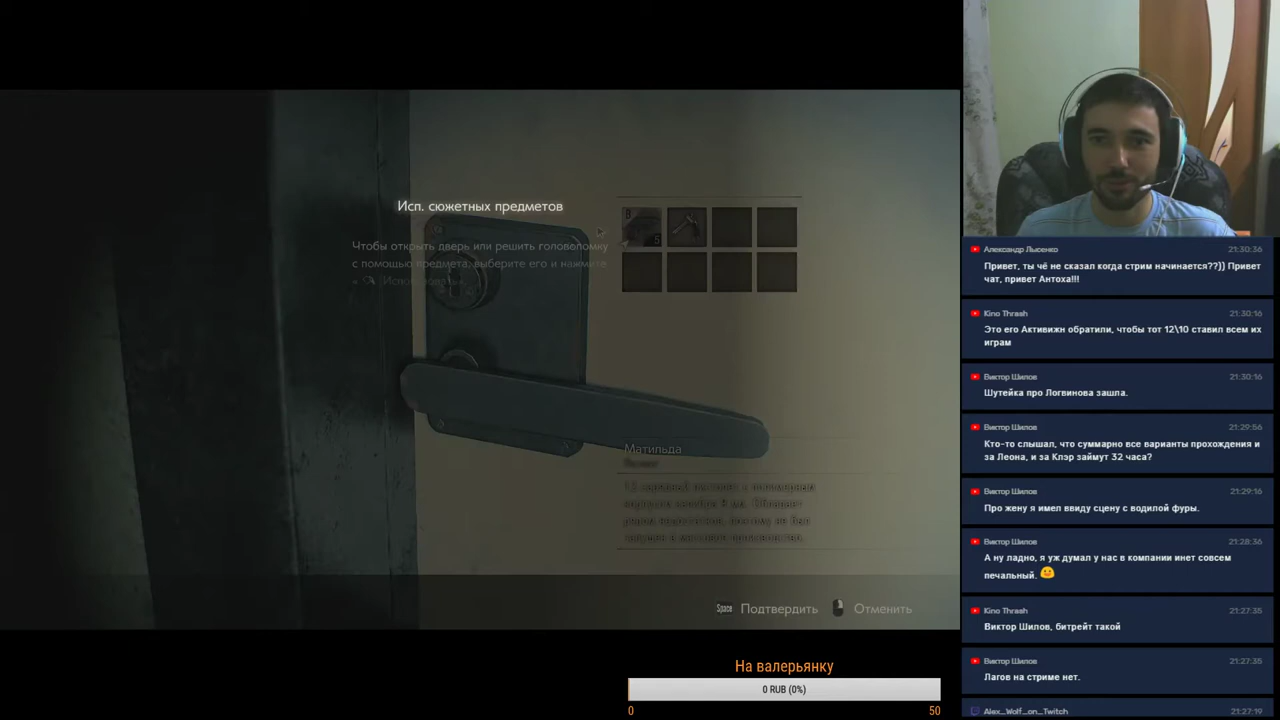 Исп. сюжетных предметов
Чтобы открыть дверь или решить головоломку
с помощью предмета, выберите его и нажмите
« Использовать».
5
Матильда
Space Подтвердить Отменить
На валерьянку
0 RUB (0%)
0 50
Александр Лысенко 21:30:36
Привет, ты чё не сказал когда стрим начинается??)) Привет
чат, привет Антоха!!!
Kino Thrash 21:30:16
Это его Активижн обратили, чтобы тот 12\10 ставил всем их
играм
Виктор Шилов 21:30:16
Шутейка про Логвинова зашла.
Виктор Шилов 21:29:56
Кто-то слышал, что суммарно все варианты прохождения и
за Леона, и за Клэр займут 32 часа?
Виктор Шилов 21:29:16
Про жену я имел ввиду сцену с водилой фуры.
Виктор Шилов 21:28:36
А ну ладно, я уж думал у нас в компании инет совсем
печальный.
Kino Thrash 21:27:35
Виктор Шилов, битрейт такой
Виктор Шилов 21:27:35
Лагов на стриме нет.
Alex_Wolf_on_Twitch 21:27:19